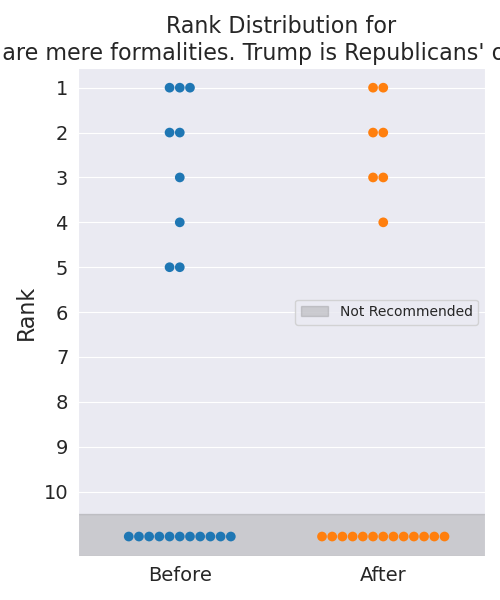 Rank Distribution for
are mere formalities. Trump is Republicans'
1
2
3
4
5
6
7
8
9
10
Rank
Not Recommended
Before
After